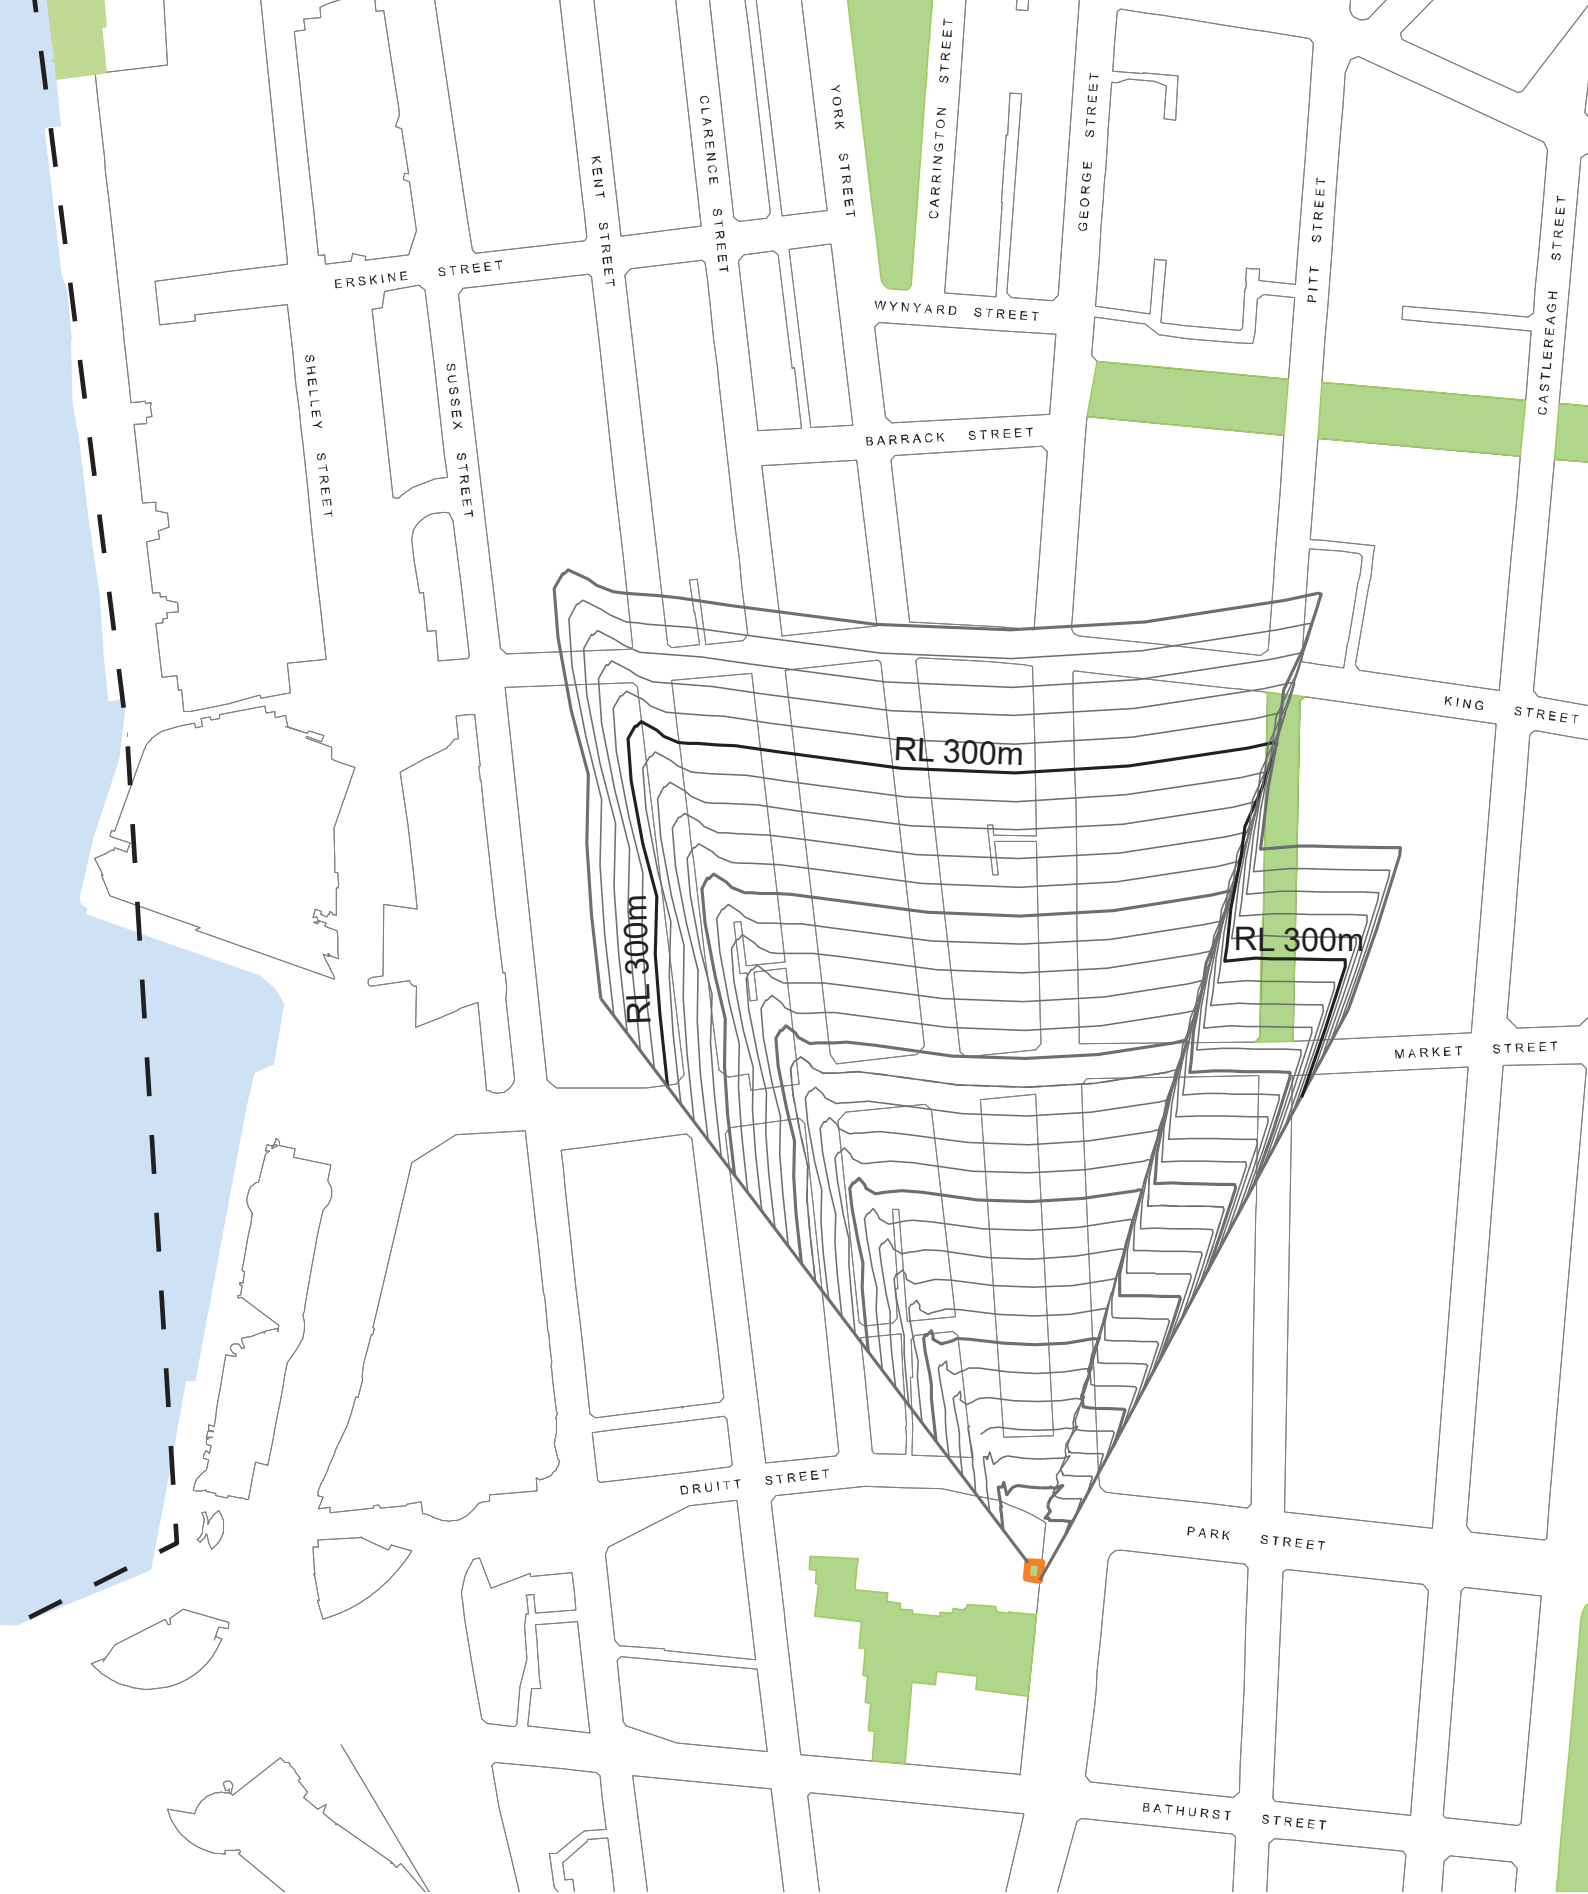 CARRINGTON STREET
GEORGE STREET
YORK STREET
CLARENCE STREET
KENT STREET
PITT STREET
CASTLEREAGH STREET
ERSKINE STREET
WYNYARD STREET
SHELLEY STREET
SUSSEX STREET
BARRACK STREET
KING STREET
RL 300m
RL 300m
RL 300m
MARKET STREET
DRUITT STREET
PARK STREET
BATHURST STREET